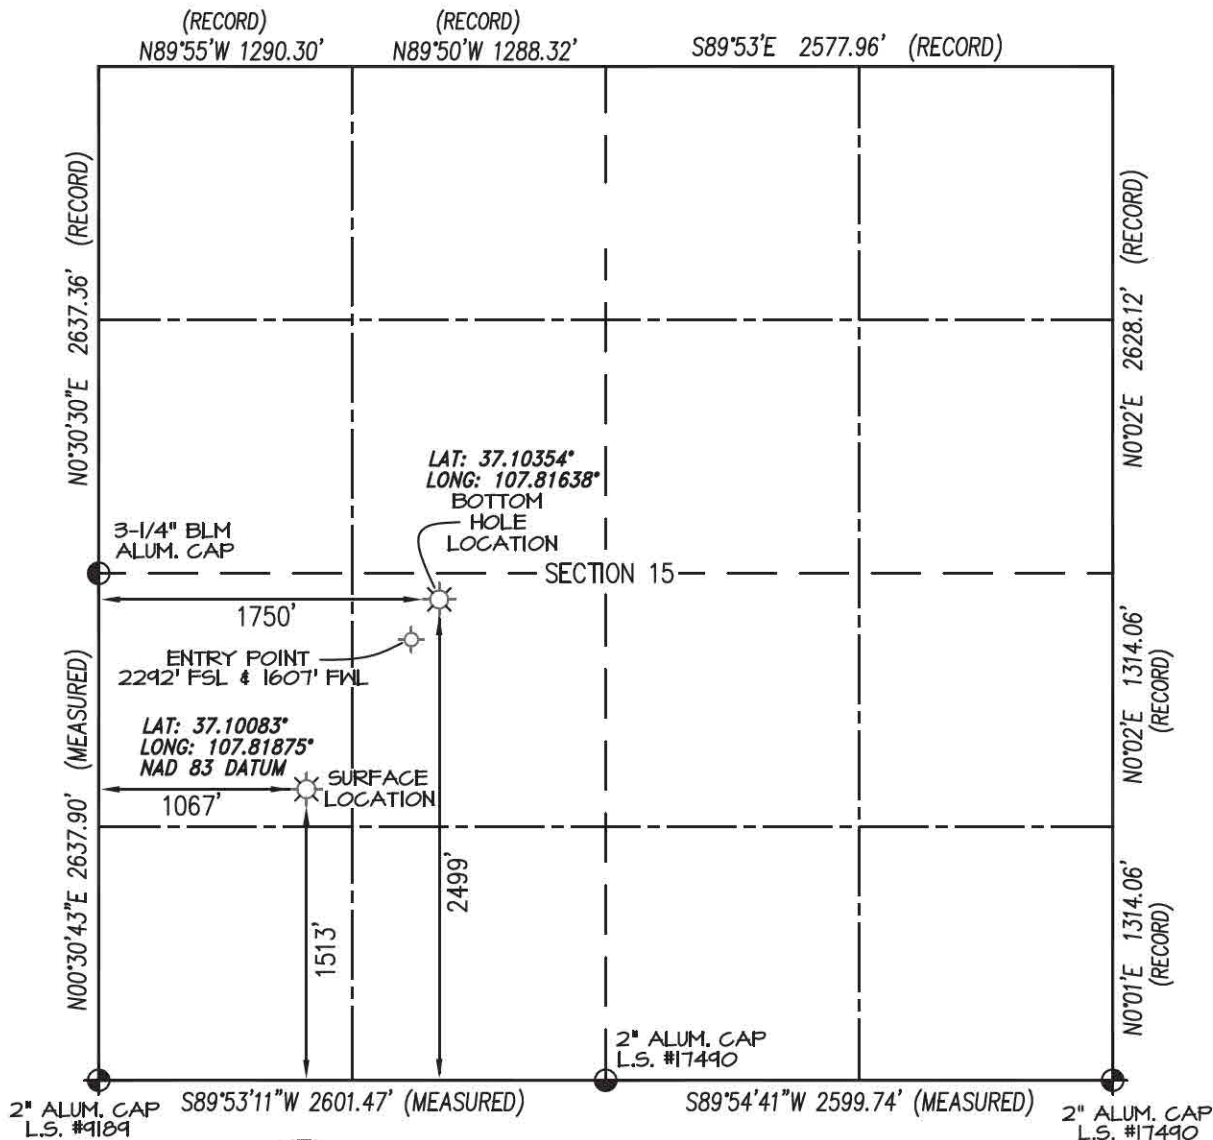 (RECORD)
N89°55'W 1290.30'
(RECORD)
N89°50'W 1288.32'
S89°53'E 2577.96' (RECORD)
N0°30'30"E 2637.36' (RECORD)
N0°02'E 2628.12' (RECORD)
LAT: 37.10354°
LONG: 107.81638°
BOTTOM
HOLE
LOCATION
3-1/4" BLM
ALUM. CAP
SECTION 15
1750'
ENTRY POINT
2292' FSL & 1607' FWL
LAT: 37.10083°
LONG: 107.81875°
NAD 83 DATUM
SURFACE
LOCATION
1067'
N00°30'43"E 2637.90' (MEASURED)
N0°02'E 1314.06'
(RECORD)
2499'
1513'
N0°01'E 1314.06'
(RECORD)
2" ALUM. CAP
L.S. #17490
S89°53'11"W 2601.47' (MEASURED)
S89°54'41"W 2599.74' (MEASURED)
2" ALUM. CAP
L.S. #9189
2" ALUM. CAP
L.S. #17490